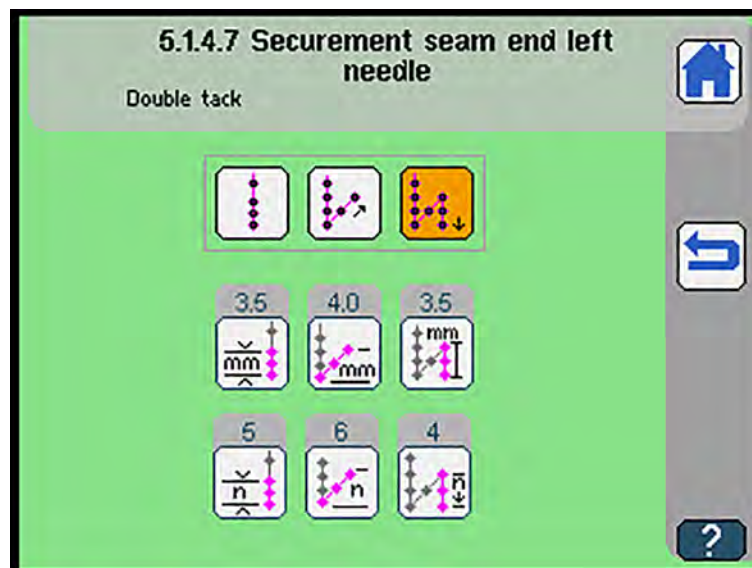 5.1.4.7 Securement seam end left
needle
Double tack
3.5 4.0 3.5
mm mm mm
5 6 4
n n n
?